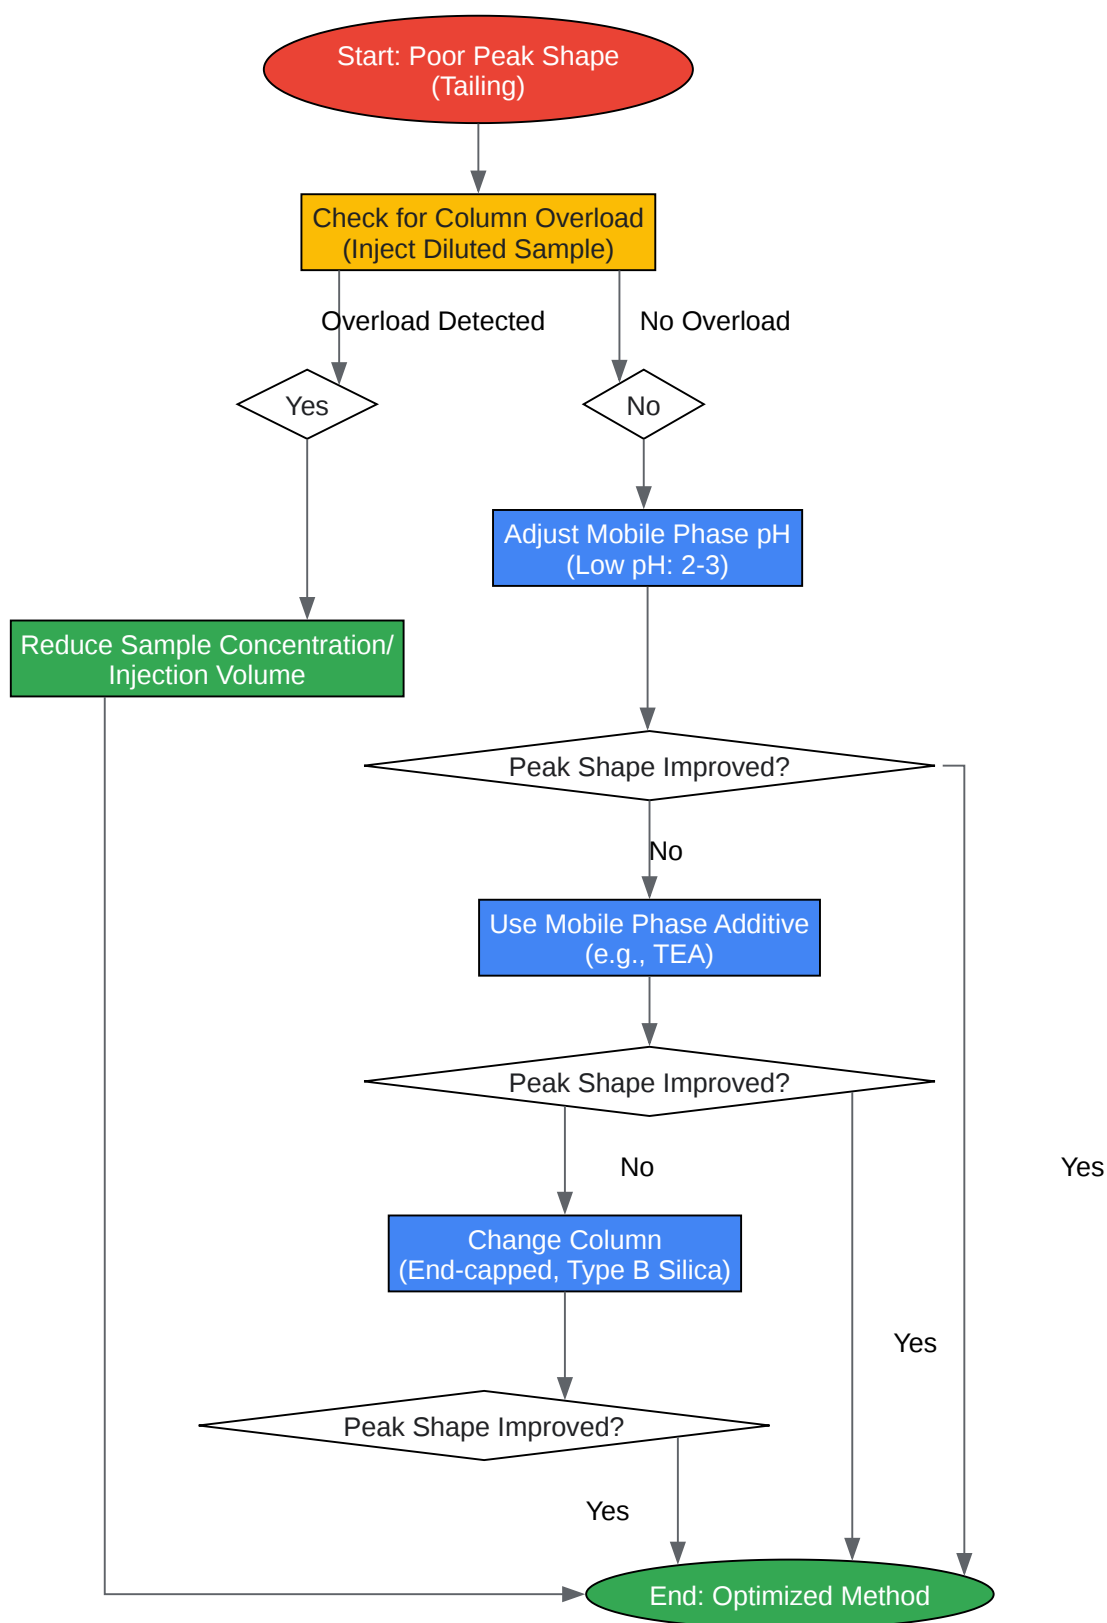 Start: Poor Peak Shape
(Tailing)
Check for Column Overload
(Inject Diluted Sample)
Overload Detected
No Overload
Yes
No
Adjust Mobile Phase pH
(Low pH: 2-3)
Reduce Sample Concentration/
Injection Volume
Peak Shape Improved?
No
Use Mobile Phase Additive
(e.g., TEA)
Peak Shape Improved?
No
Yes
Change Column
(End-capped, Type B Silica)
Yes
Peak Shape Improved?
Yes
End: Optimized Method